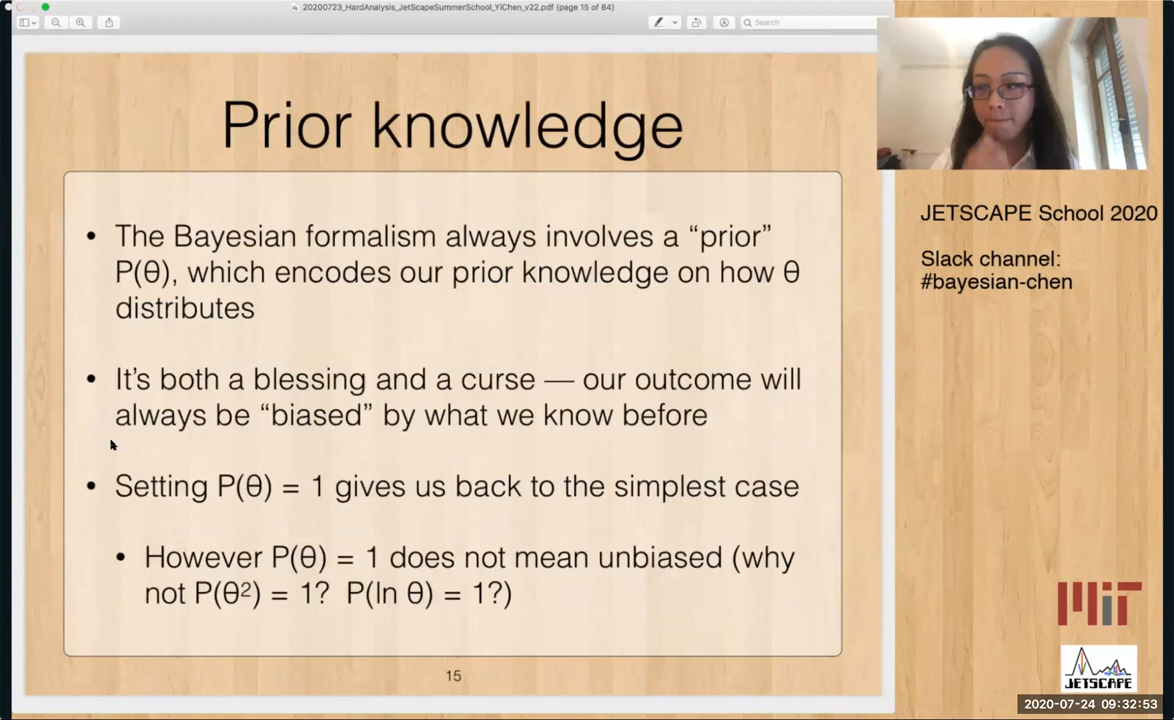 20200723_HardAnalysis_JetScapeSummerSchool_YiChen_v22.pdf (page 15 of 84)
Search
Prior knowledge
• The Bayesian formalism always involves a “prior”
P(θ), which encodes our prior knowledge on how θ
distributes
• It’s both a blessing and a curse — our outcome will
always be “biased” by what we know before
• Setting P(θ) = 1 gives us back to the simplest case
• However P(θ) = 1 does not mean unbiased (why
not P(θ²) = 1? P(ln θ) = 1?)
15
JETSCAPE School 2020
Slack channel:
#bayesian-chen
MIT
JETSCAPE
2020-07-24 09:32:53